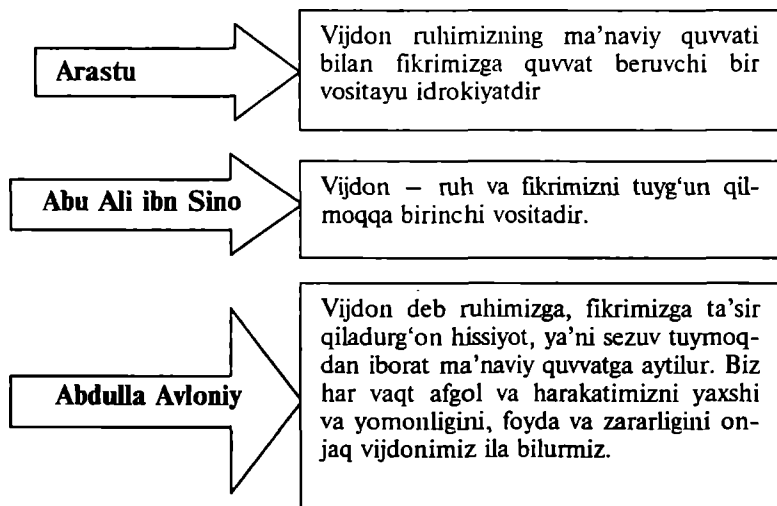 Arastu
Vijdon ruhimizning ma’naviy quvvati
bilan fikrimizga quvvat beruvchi bir
vositayu idrokiyatdir
Abu Ali ibn Sino
Vijdon – ruh va fikrimizni tuyg‘un qil-
moqqa birinchi vositadir.
Abdulla Avloniy
Vijdon deb ruhimizga, fikrimizga ta’sir
qiladurg‘on hissiyot, ya’ni sezuv tuymoq-
dan iborat ma’naviy quvvatga aytilur. Biz
har vaqt afgol va harakatimizni yaxshi
va yomonligini, foyda va zararligini on-
jaq vijdonimiz ila bilurmiz.